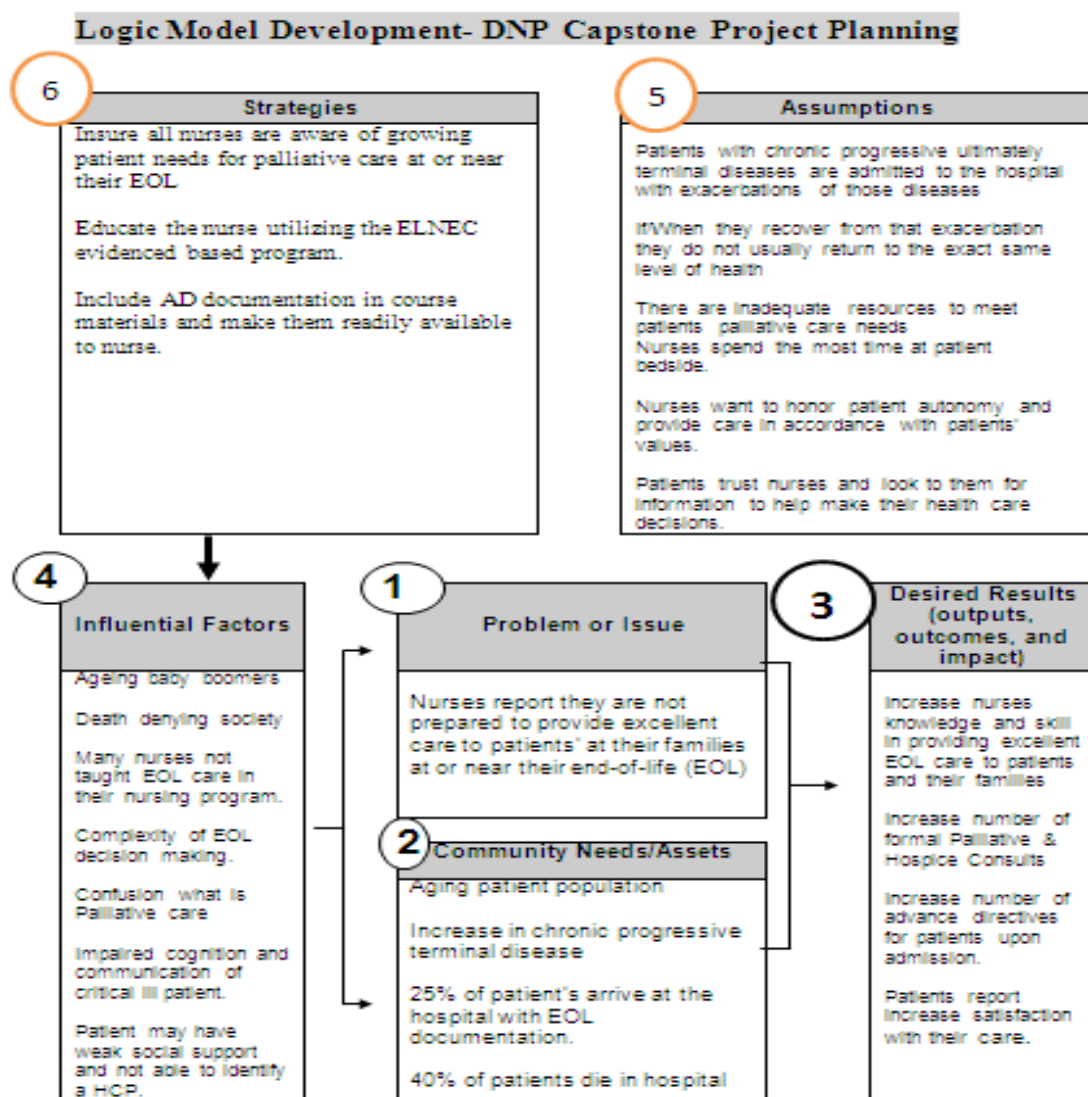 Logic Model Development- DNP Capstone Project Planning
6
Strategies
Insure all nurses are aware of growing
patient needs for palliative care at or near
their EOL
Educate the nurse utilizing the ELNEC
evidenced based program.
Include AD documentation in course
materials and make them readily available
to nurse.
5
Assumptions
Patients with chronic progressive ultimately
terminal diseases are admitted to the hospital
with exacerbations of those diseases
If/When they recover from that exacerbation
they do not usually return to the exact same
level of health
There are inadequate resources to meet
patients palliative care needs
Nurses spend the most time at patient
bedside.
Nurses want to honor patient autonomy and
provide care in accordance with patients'
values.
Patients trust nurses and look to them for
information to help make their health care
decisions.
4
Influential Factors
Ageing baby boomers
Death denying society
Many nurses not
taught EOL care in
their nursing program.
Complexity of EOL
decision making.
Confusion what is
Palliative care
Impaired cognition and
communication of
critical ill patient.
Patient may have
weak social support
and not able to identify
a HCP.
1
Problem or Issue
Nurses report they are not
prepared to provide excellent
care to patients' at their families
at or near their end-of-life (EOL)
2
Community Needs/Assets
Aging patient population
Increase in chronic progressive
terminal disease
25% of patient's arrive at the
hospital with EOL
documentation.
40% of patients die in hospital
3
Desired Results
(outputs,
outcomes, and
impact)
Increase nurses
knowledge and skill
in providing excellent
EOL care to patients
and their families
Increase number of
formal Palliative &
Hospice Consults
Increase number of
advance directives
for patients upon
admission.
Patients report
increase satisfaction
with their care.